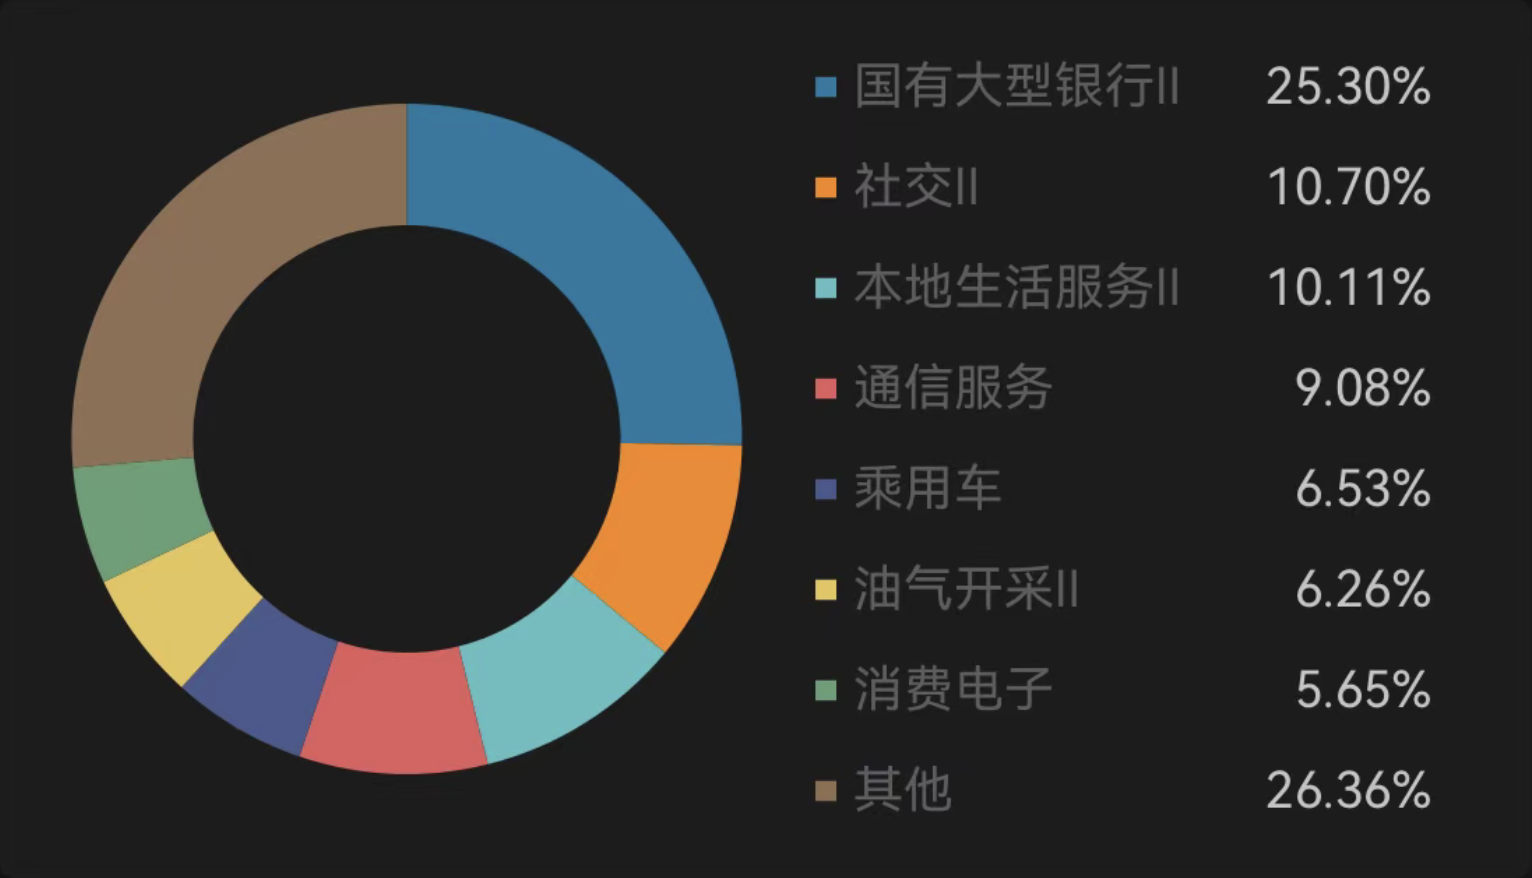 国有大型银行II 25.30%
社交II 10.70%
本地生活服务II 10.11%
通信服务 9.08%
乘用车 6.53%
油气开采II 6.26%
消费电子 5.65%
其他 26.36%